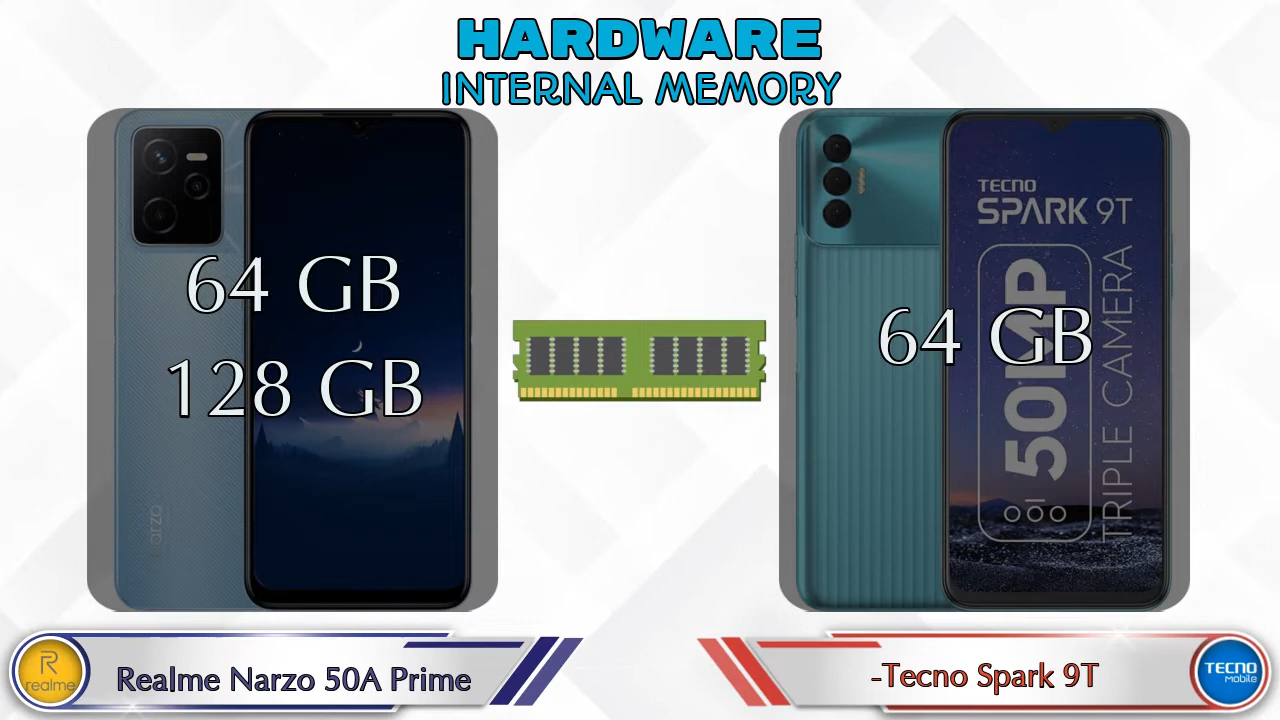 HARDWARE
INTERNAL MEMORY
64 GB
128 GB
narzo
TECNO
SPARK 9T
50MP
TRIPLE CAMERA
64 GB
R
realme
Realme Narzo 50A Prime
-Tecno Spark 9T
TECNO
Mobile